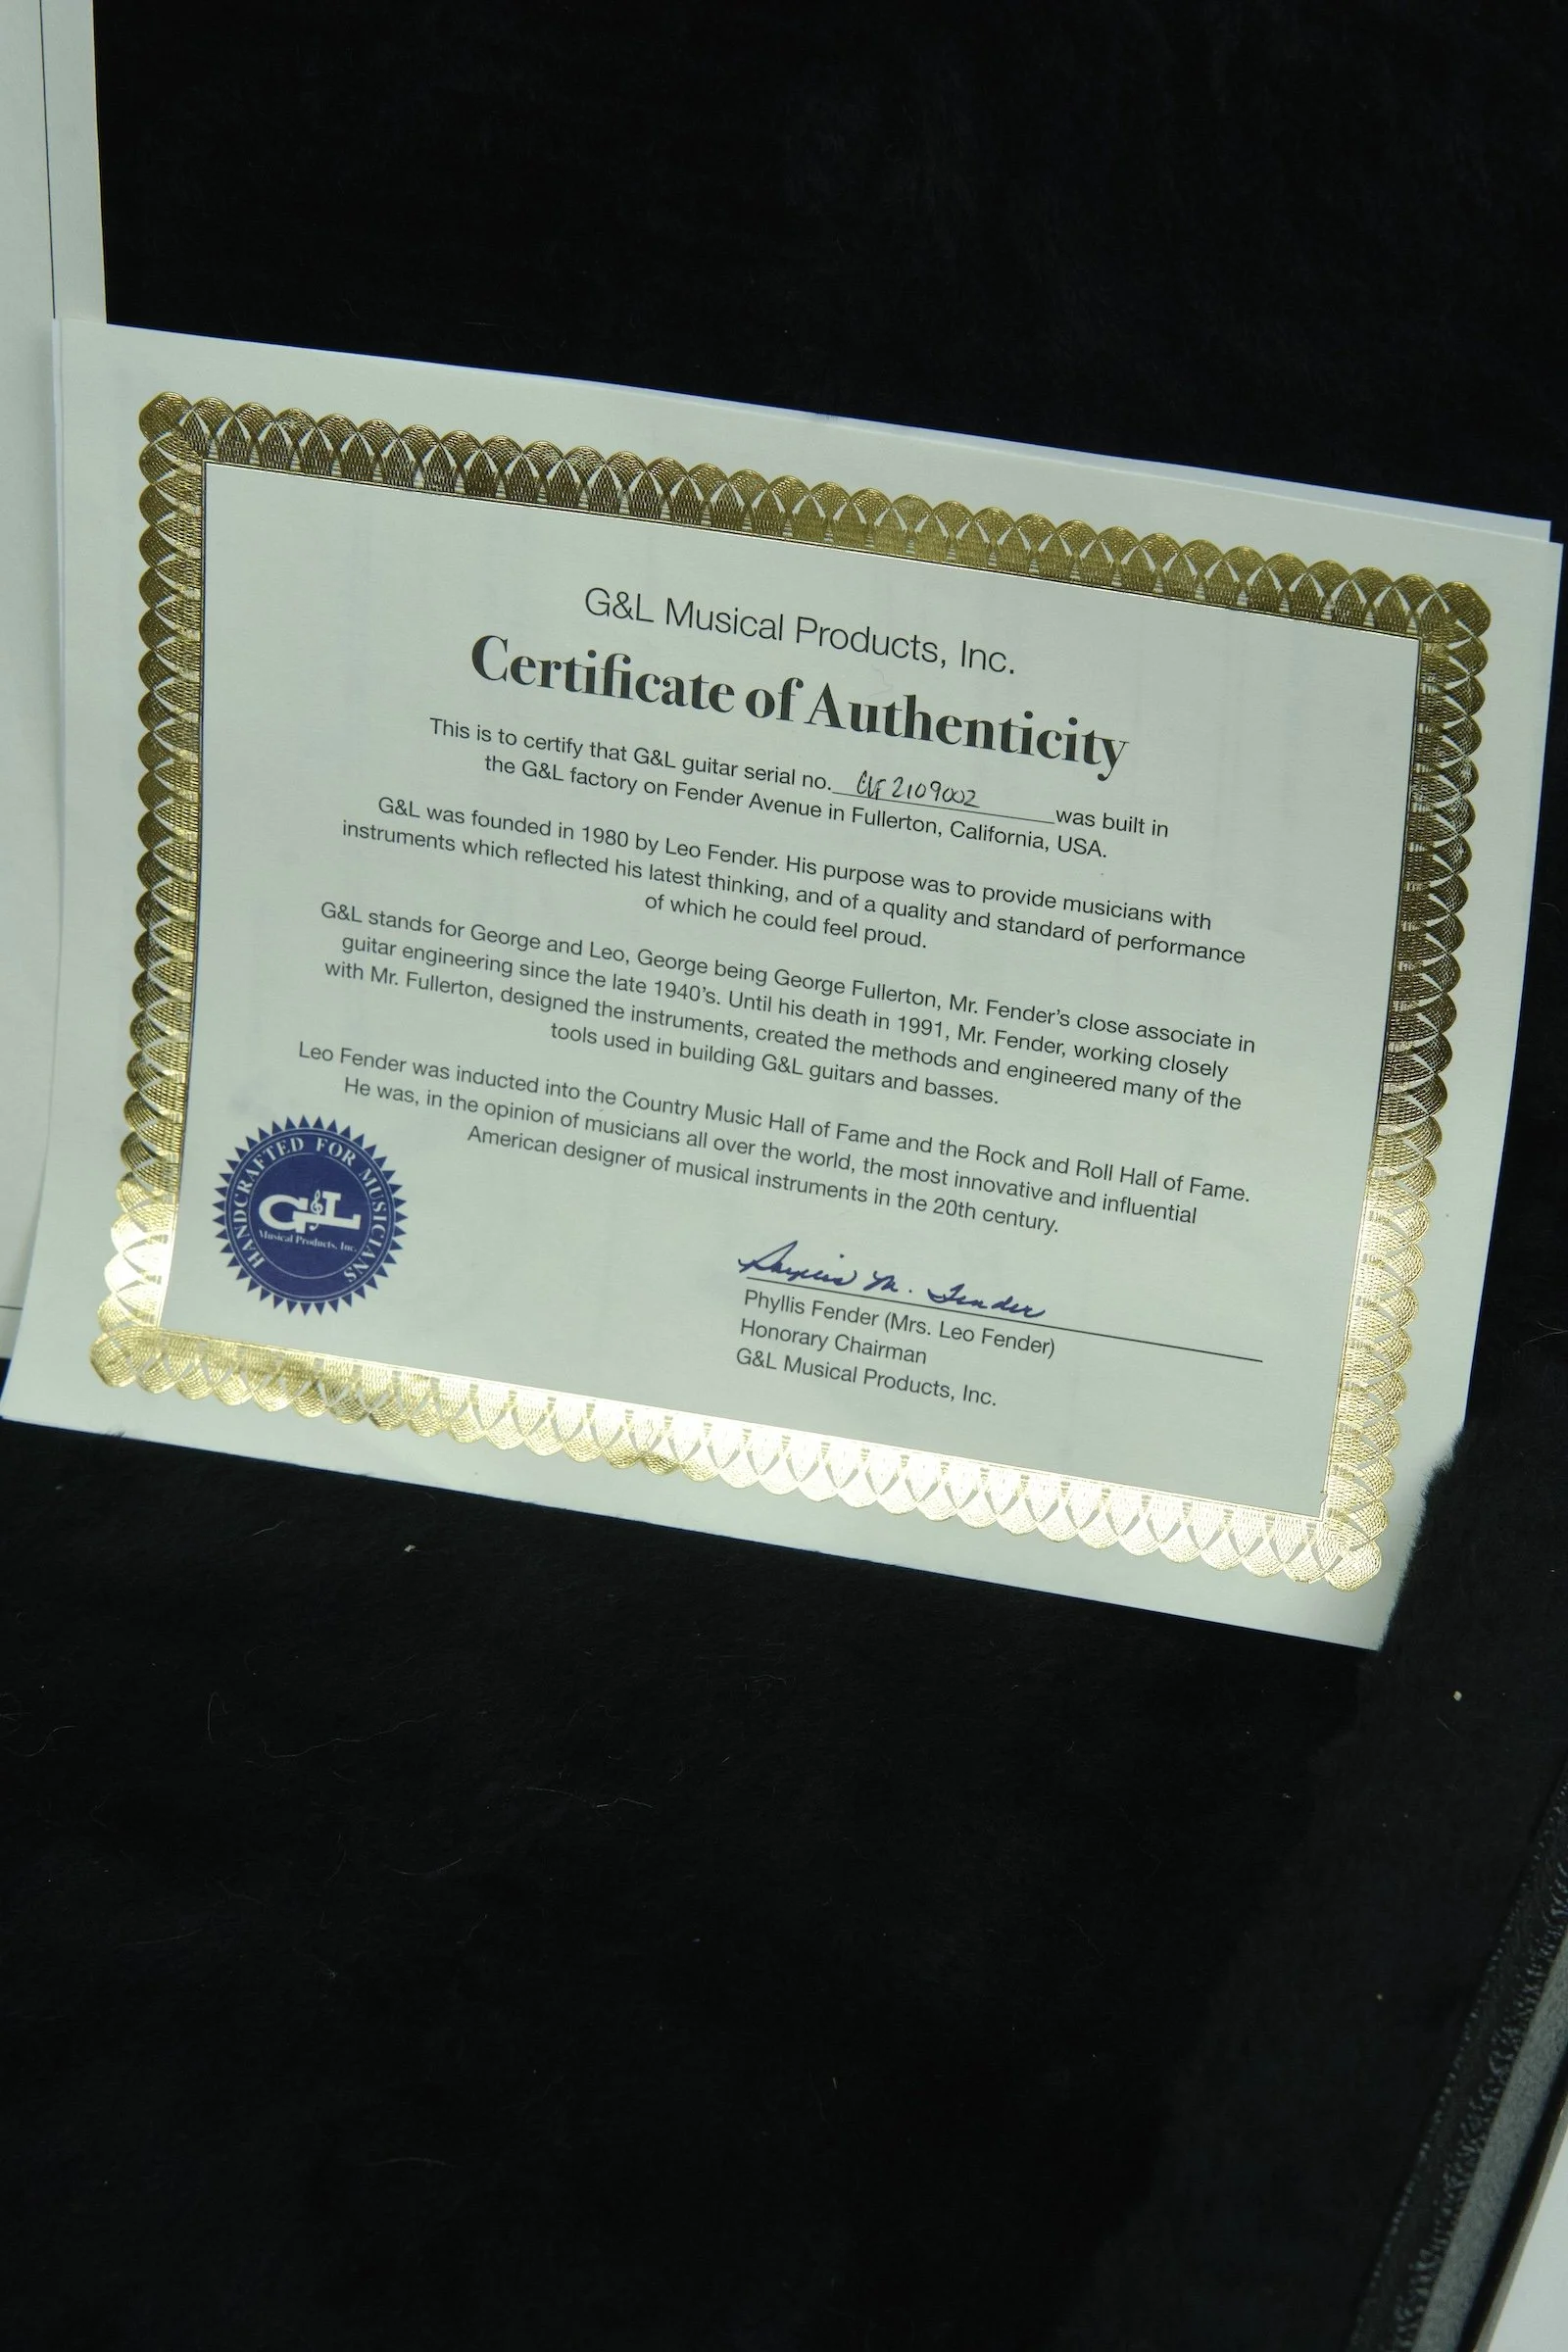 G&L Musical Products, Inc.
Certificate of Authenticity
This is to certify that G&L guitar serial no. CLF2109002 was built in
the G&L factory on Fender Avenue in Fullerton, California, USA.
G&L was founded in 1980 by Leo Fender. His purpose was to provide musicians with
instruments which reflected his latest thinking, and of a quality and standard of performance
of which he could feel proud.
G&L stands for George and Leo, George being George Fullerton, Mr. Fender’s close associate in
guitar engineering since the late 1940’s. Until his death in 1991, Mr. Fender, working closely
with Mr. Fullerton, designed the instruments, created the methods and engineered many of the
tools used in building G&L guitars and basses.
Leo Fender was inducted into the Country Music Hall of Fame and the Rock and Roll Hall of Fame.
He was, in the opinion of musicians all over the world, the most innovative and influential
American designer of musical instruments in the 20th century.
HANDCRAFTED FOR MUSICIANS
G&L
Musical Products, Inc.
Phyllis M. Fender
Phyllis Fender (Mrs. Leo Fender)
Honorary Chairman
G&L Musical Products, Inc.